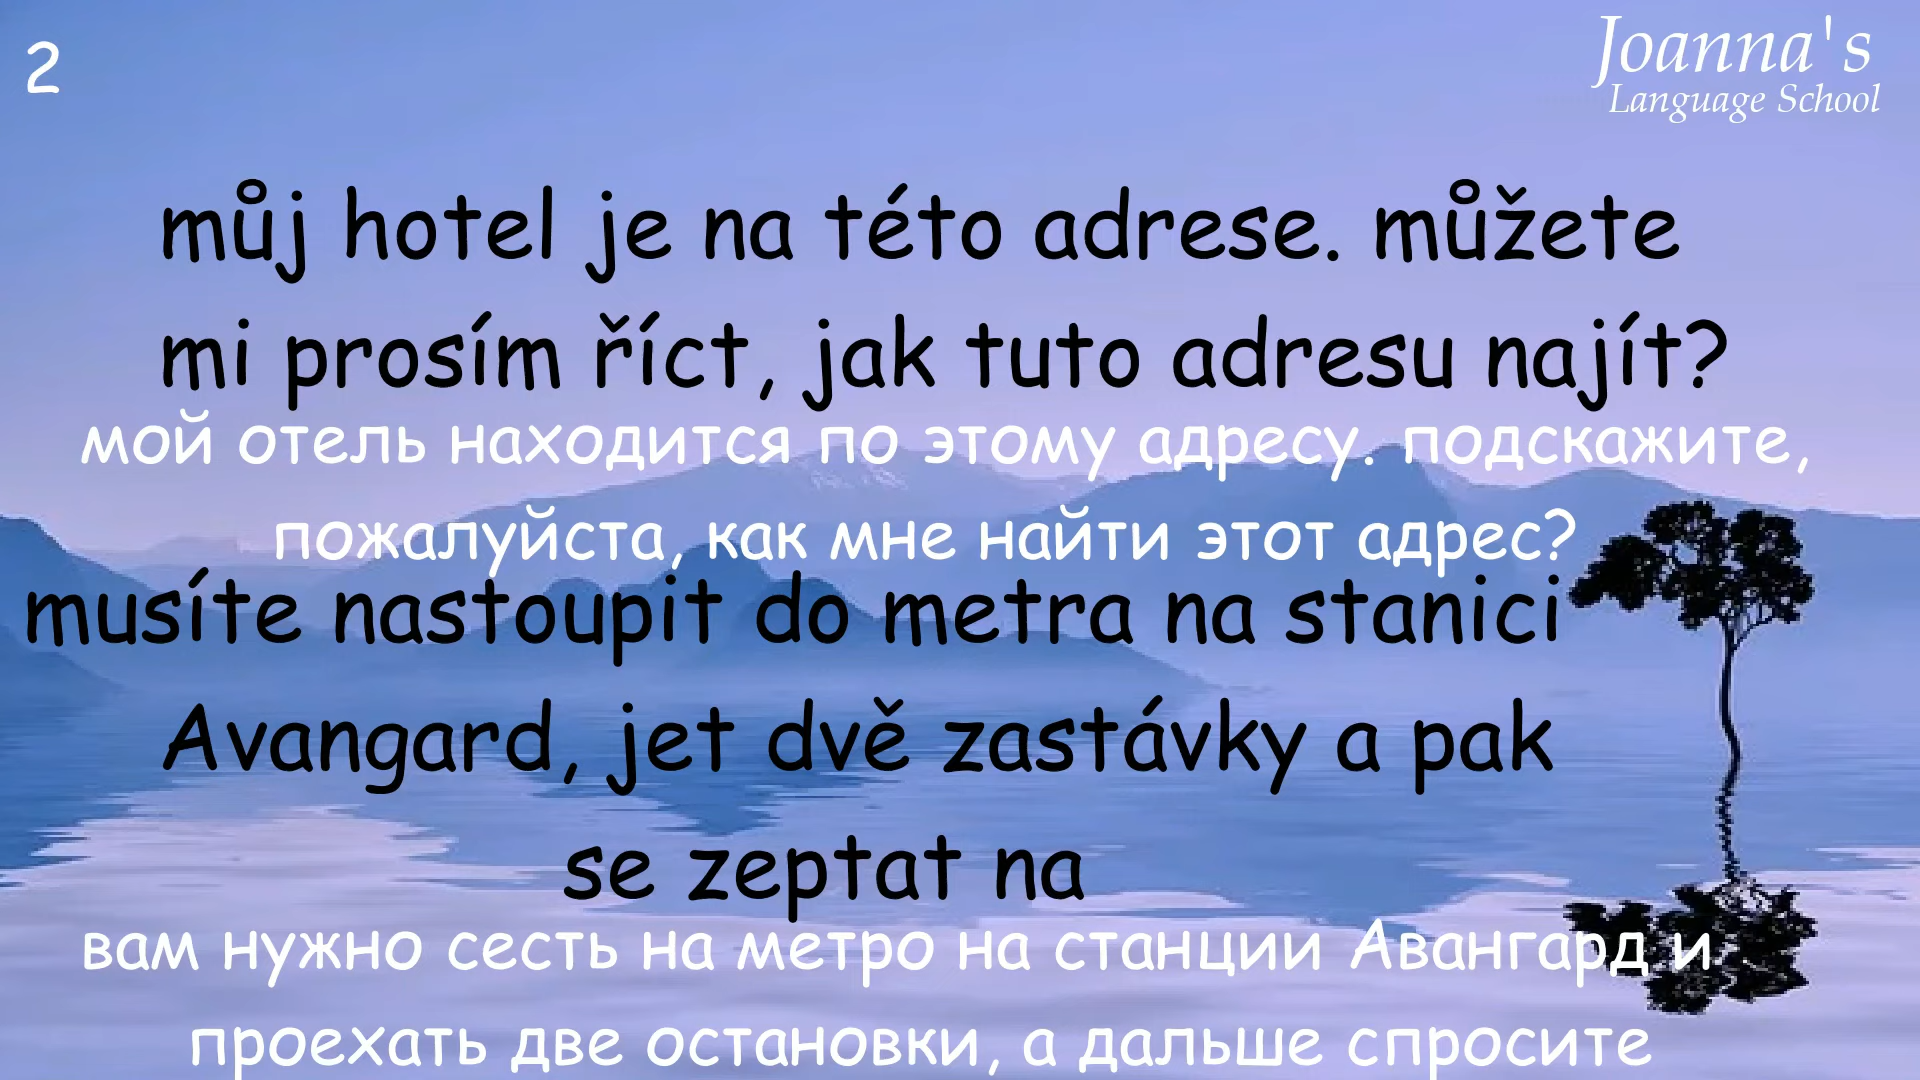 2
Joanna's
Language School
můj hotel je na této adrese. můžete
mi prosím říct, jak tuto adresu najít?
мой отель находится по этому адресу. подскажите,
пожалуйста, как мне найти этот адрес?
musíte nastoupit do metra na stanici
Avangard, jet dvě zastávky a pak
se zeptat na
вам нужно сесть на метро на станции Авангард и
проехать две остановки, а дальше спросите